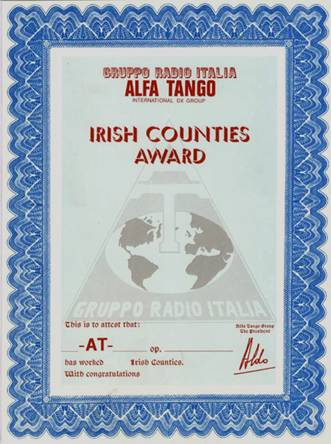 GRUPPO RADIO ITALIA
ALFA TANGO
INTERNATIONAL DX GROUP
IRISH COUNTIES
AWARD
T
GRUPPO RADIO ITALIA
This is to attest that:
-AT- op.
has worked Irish Counties.
With congratulations
Alfa Tango Group
The President
Aldo